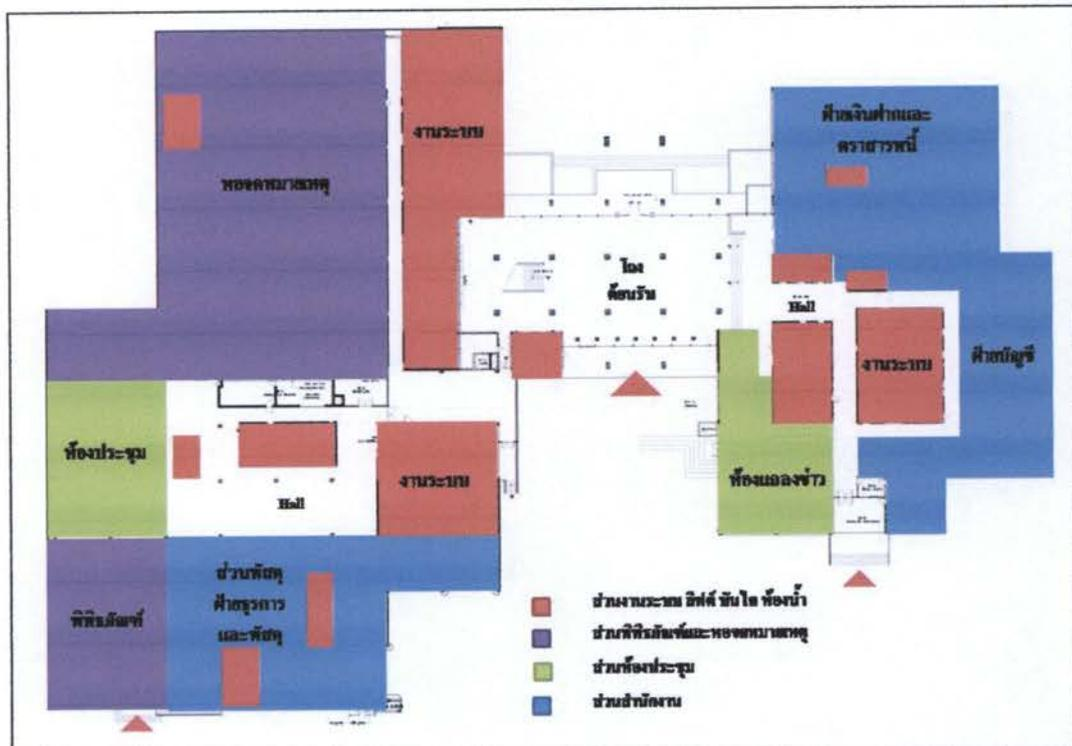 งานระบบ
ฝ่ายเงินฝากและ
ตราสารหนี้
หอจดหมายเหตุ
โถง
ต้อนรับ
Hall
งานระบบ
ฝ่ายบัญชี
ห้องประชุม
งานระบบ
ห้องแถลงข่าว
Hall
ส่วนพัสดุ
ฝ่ายธุรการ
และพัสดุ
พิพิธภัณฑ์
ส่วนงานระบบ ลิฟต์ บันได ห้องน้ำ
ส่วนพิพิธภัณฑ์และหอจดหมายเหตุ
ส่วนห้องประชุม
ส่วนสำนักงาน